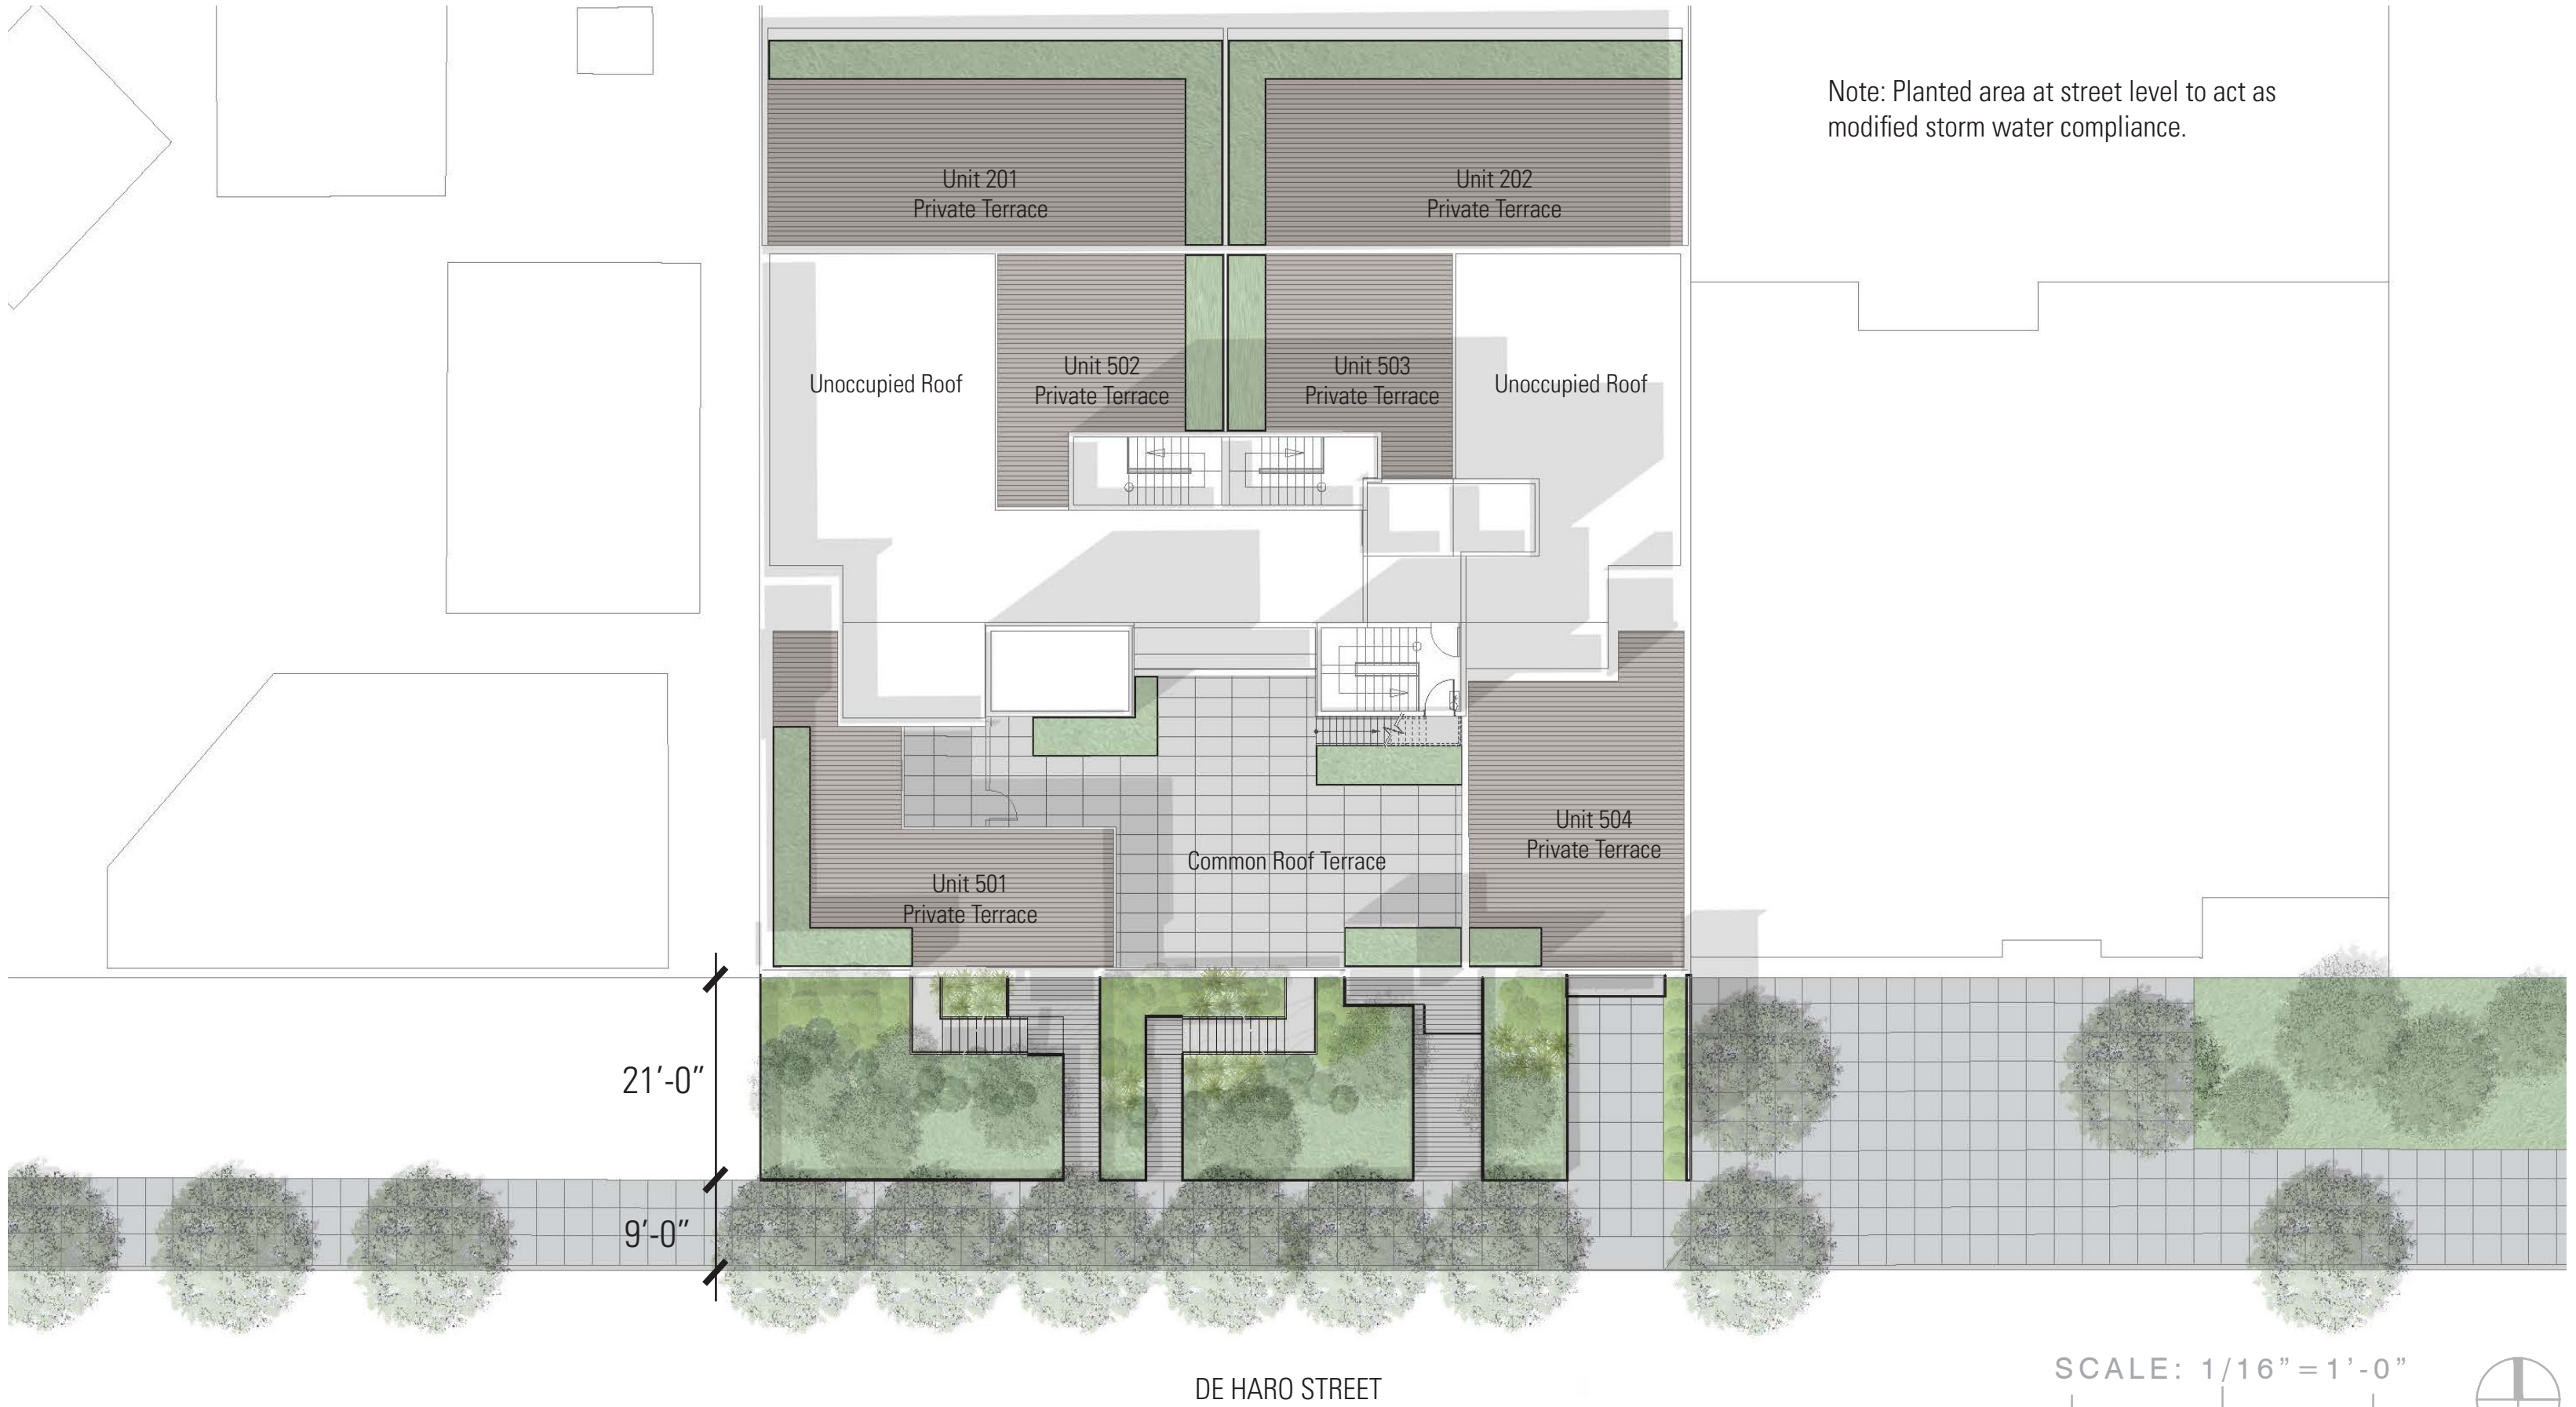 Note: Planted area at street level to act as
modified storm water compliance.
Unit 201
Private Terrace
Unit 202
Private Terrace
Unoccupied Roof
Unit 502
Private Terrace
Unit 503
Private Terrace
Unoccupied Roof
Unit 504
Private Terrace
Common Roof Terrace
Unit 501
Private Terrace
21’-0”
9’-0”
DE HARO STREET
SCALE: 1/16”=1’-0”